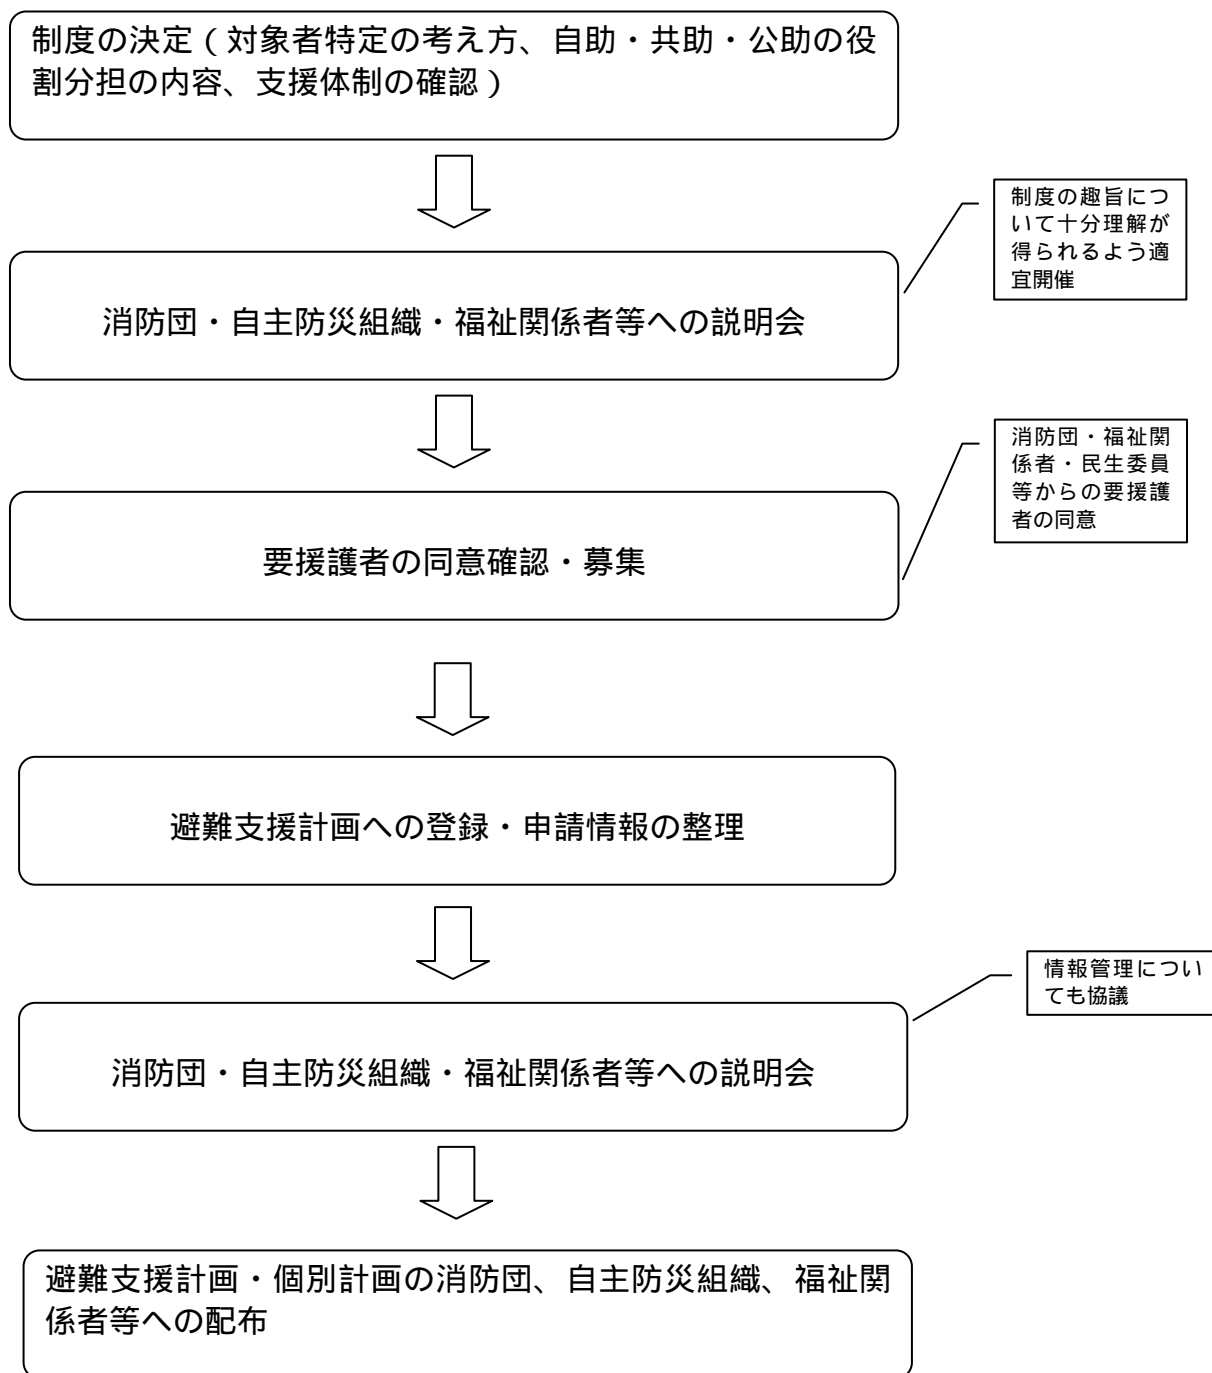 制度の決定（対象者特定の考え方、自助・共助・公助の役
割分担の内容、支援体制の確認）
制度の趣旨につ
いて十分理解が
得られるよう適
宜開催
消防団・自主防災組織・福祉関係者等への説明会
消防団・福祉関
係者・民生委員
等からの要援護
者の同意
要援護者の同意確認・募集
避難支援計画への登録・申請情報の整理
情報管理につい
ても協議
消防団・自主防災組織・福祉関係者等への説明会
避難支援計画・個別計画の消防団、自主防災組織、福祉関
係者等への配布